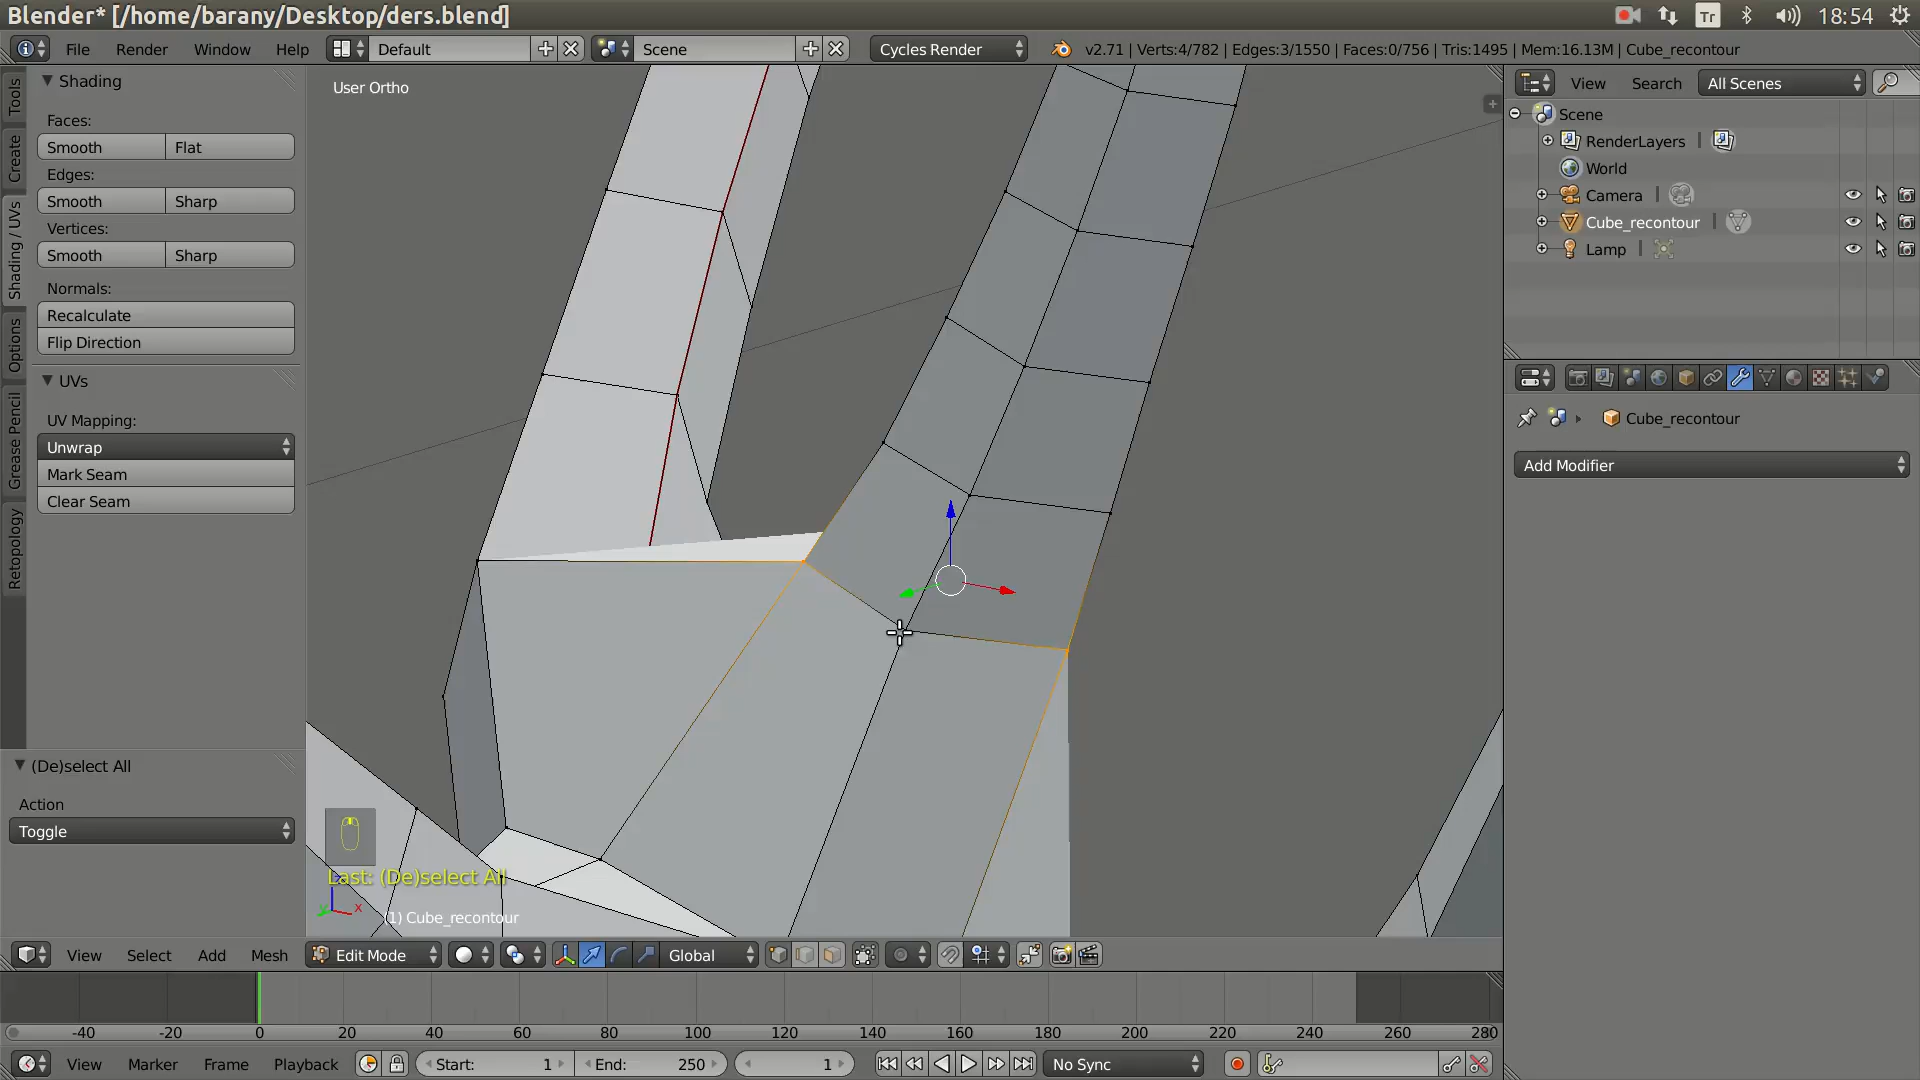 Blender* [/home/barany/Desktop/ders.blend]
Tr
18:54
File
Render
Window
Help
Default
Scene
Cycles Render
v2.71 | Verts:4/782 | Edges:3/1550 | Faces:0/756 | Tris:1495 | Mem:16.13M | Cube_recontour
Tools
Create
Shading / UVs
Options
Grease Pencil
Retopology
Shading
Faces:
Smooth
Flat
Edges:
Smooth
Sharp
Vertices:
Smooth
Sharp
Normals:
Recalculate
Flip Direction
UVs
UV Mapping:
Unwrap
Mark Seam
Clear Seam
(De)select All
Action
Toggle
User Ortho
Last: (De)select All
y
x
(1) Cube_recontour
View
Search
All Scenes
Scene
RenderLayers
World
Camera
Cube_recontour
Lamp
Cube_recontour
Add Modifier
View
Select
Add
Mesh
Edit Mode
Global
-40
-20
0
20
40
60
80
100
120
140
160
180
200
220
240
260
280
View
Marker
Frame
Playback
Start:
1
End:
250
1
No Sync